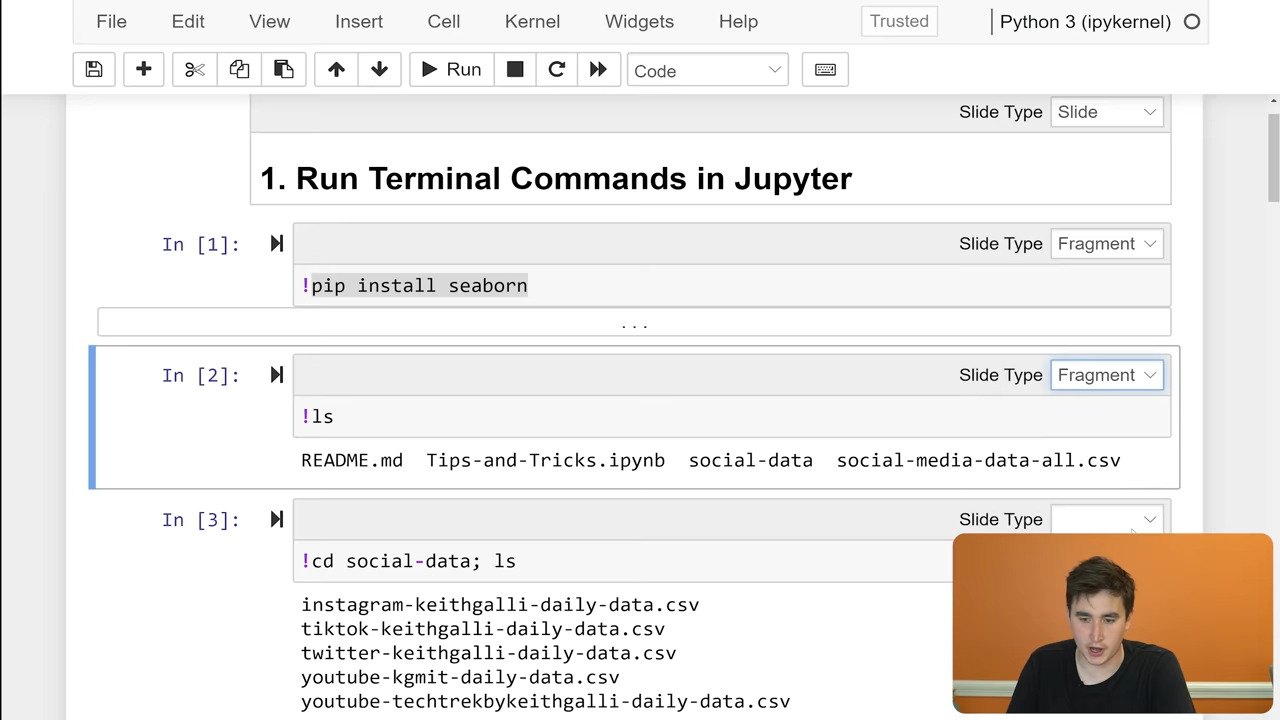 File Edit View Insert Cell Kernel Widgets Help Trusted Python 3 (ipykernel)
Run Code
Slide Type Slide
1. Run Terminal Commands in Jupyter
In [1]: Slide Type Fragment
!pip install seaborn
...
In [2]: Slide Type Fragment
!ls
README.md Tips-and-Tricks.ipynb social-data social-media-data-all.csv
In [3]: Slide Type
!cd social-data; ls
instagram-keithgalli-daily-data.csv
tiktok-keithgalli-daily-data.csv
twitter-keithgalli-daily-data.csv
youtube-kgmit-daily-data.csv
youtube-techtrekbykeithgalli-daily-data.csv